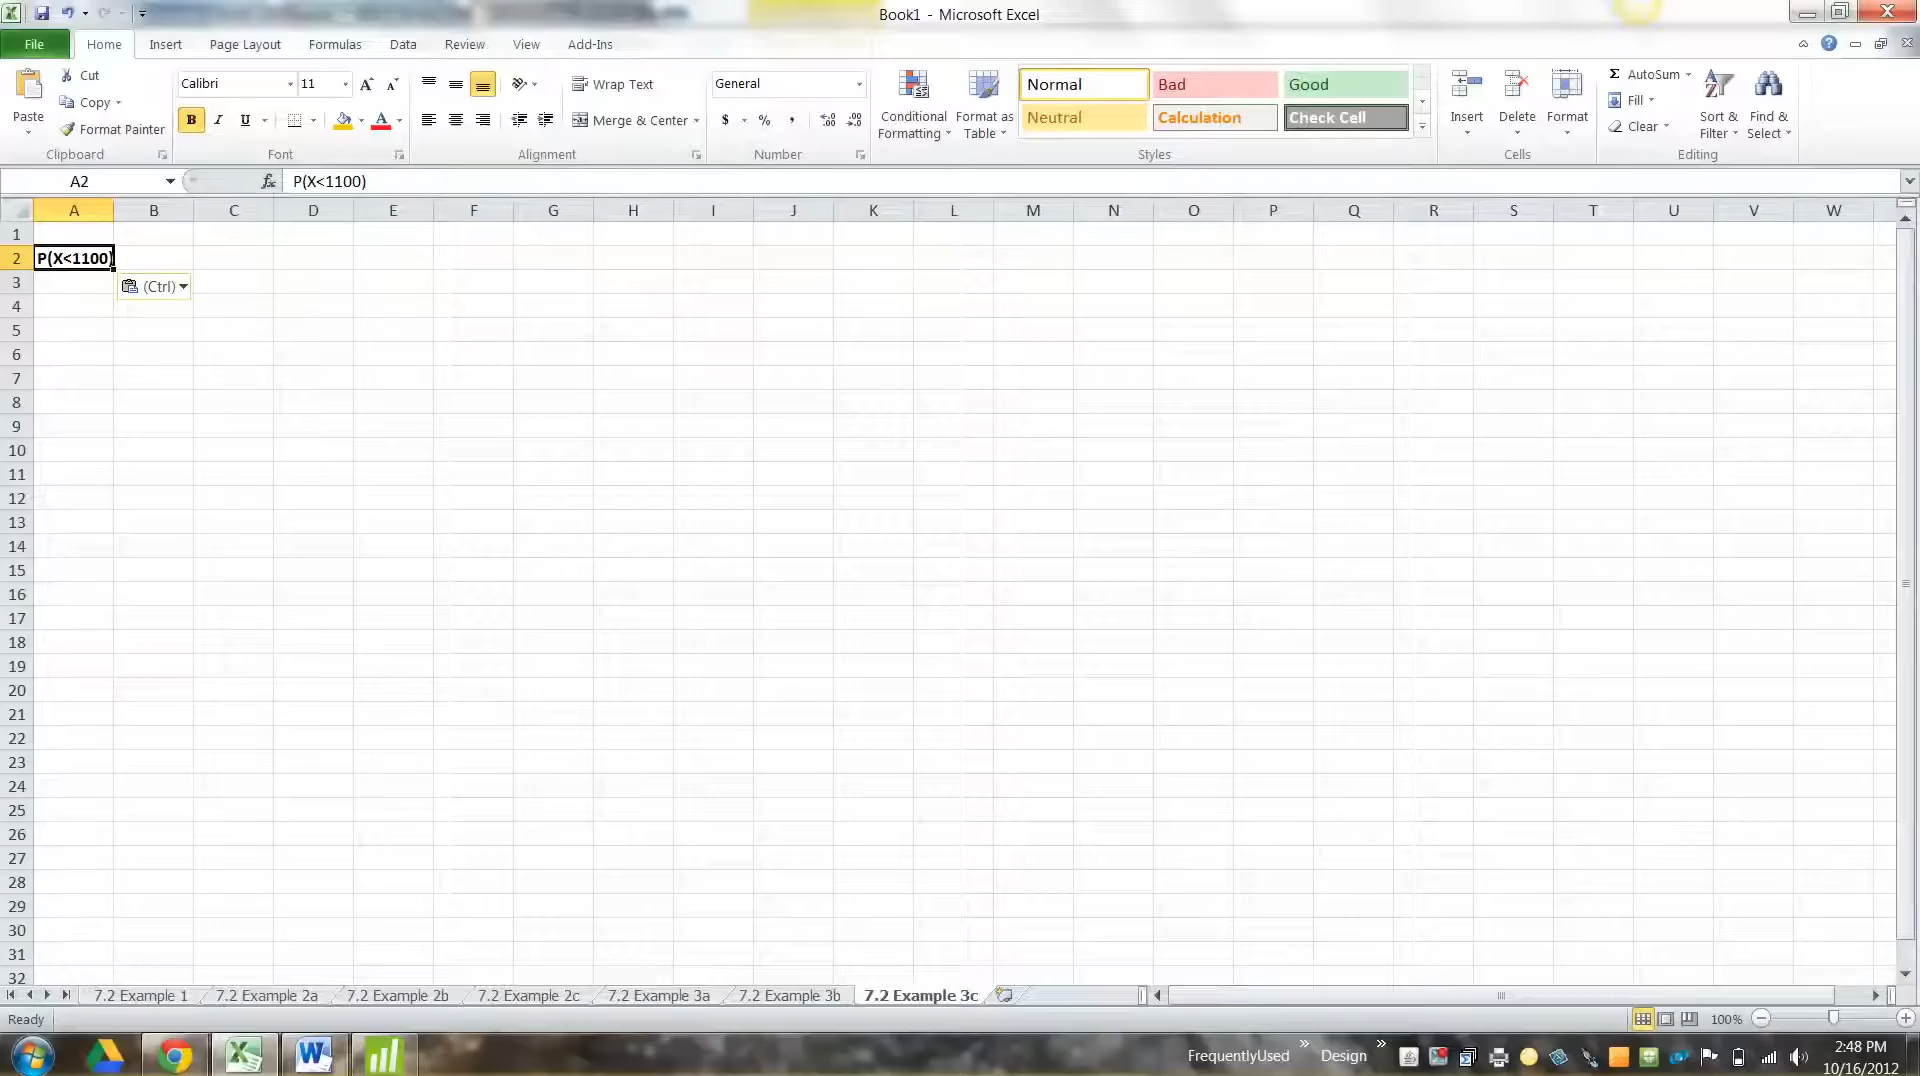 Book1 - Microsoft Excel
File Home Insert Page Layout Formulas Data Review View Add-Ins
Paste
Cut
Copy
Format Painter
Clipboard
Calibri 11
B I U
Font
Wrap Text
Merge & Center
Alignment
General
$ % ,
Number
Conditional Formatting
Format as Table
Normal Bad Good
Neutral Calculation Check Cell
Styles
Insert Delete Format
Cells
AutoSum
Fill
Clear
Sort & Filter
Find & Select
Editing
A2 fx P(X<1100)
A B C D E F G H I J K L M N O P Q R S T U V W
1
2 P(X<1100)
3 (Ctrl)
4
5
6
7
8
9
10
11
12
13
14
15
16
17
18
19
20
21
22
23
24
25
26
27
28
29
30
31
32
7.2 Example 1 7.2 Example 2a 7.2 Example 2b 7.2 Example 2c 7.2 Example 3a 7.2 Example 3b 7.2 Example 3c
Ready 100%
FrequentlyUsed » Design »
2:48 PM
10/16/2012